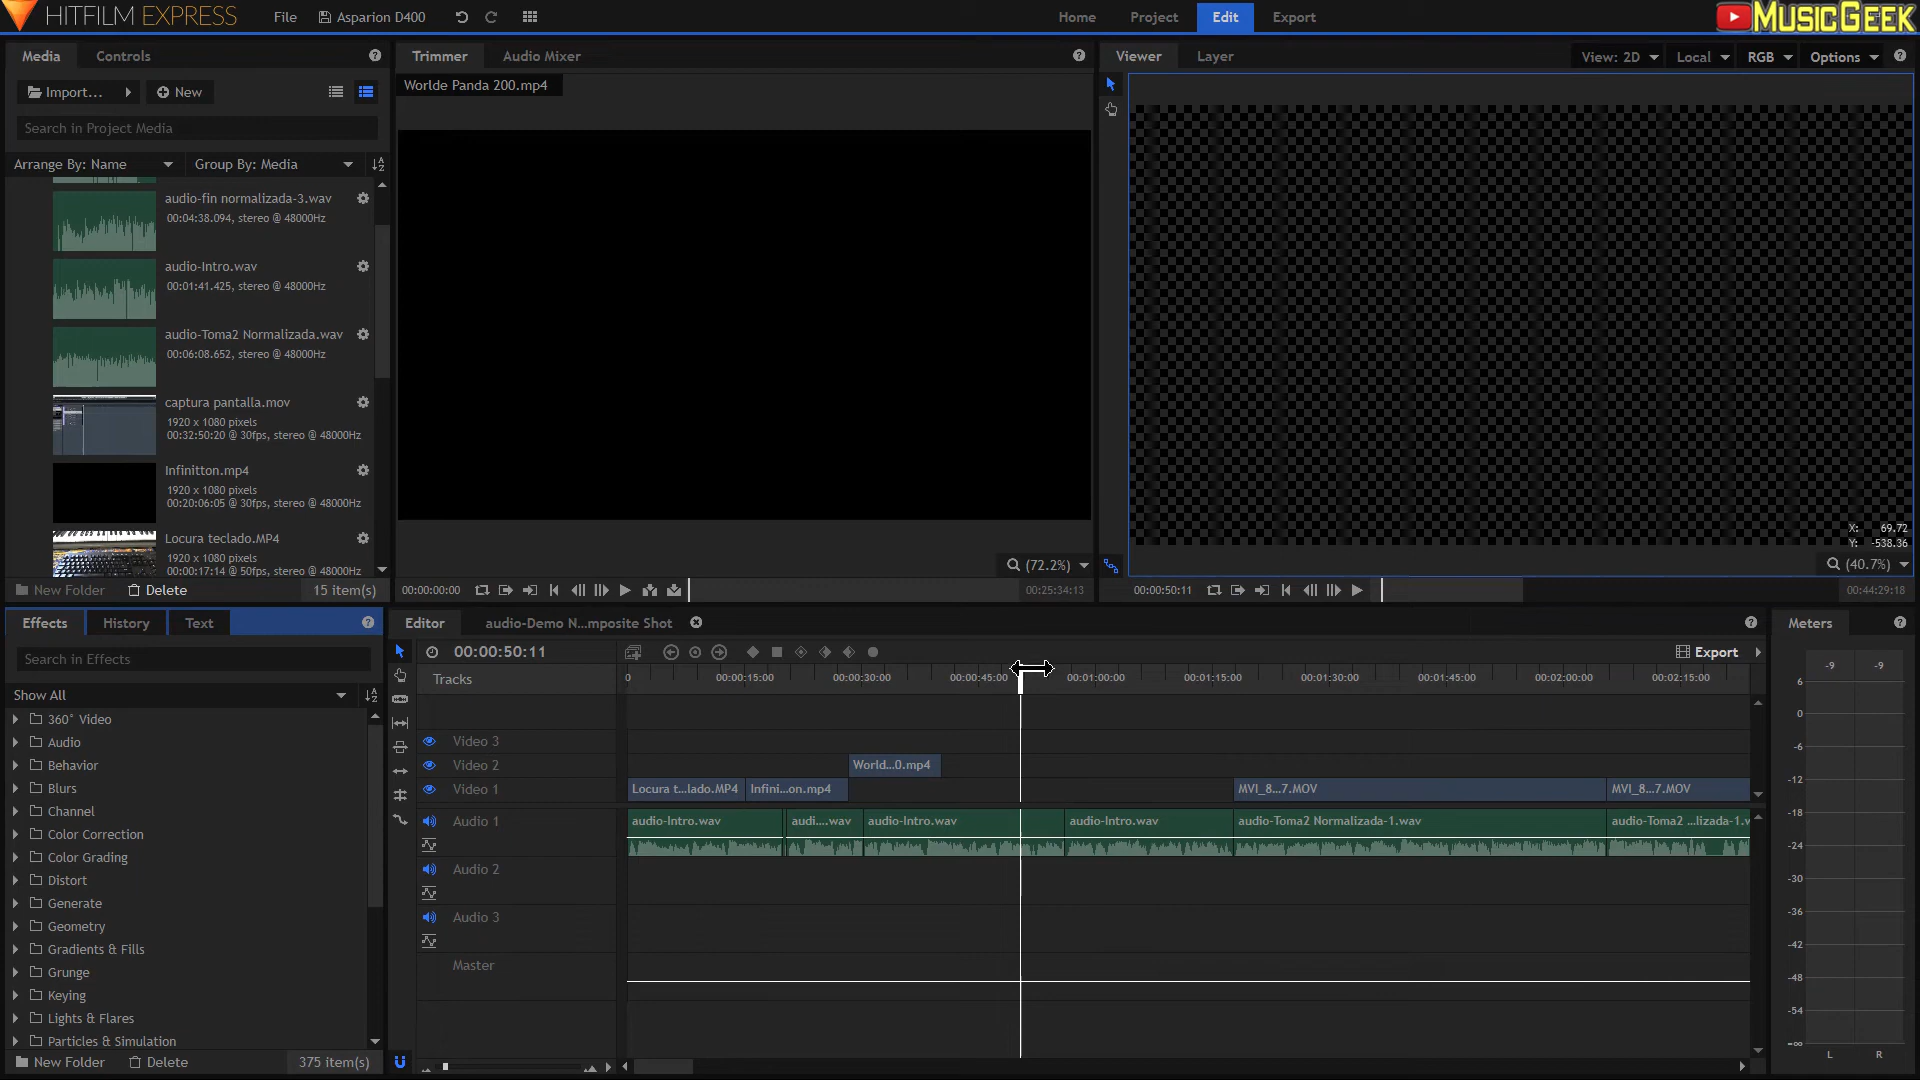 HITFILM EXPRESS
File
Asparion D400
Home
Project
Edit
Export
MusicGeek
Media
Controls
Trimmer
Audio Mixer
Viewer
Layer
View: 2D
Local
RGB
Options
Import...
New
Worlde Panda 200.mp4
Search in Project Media
Arrange By: Name
Group By: Media
audio-fin normalizada-3.wav
00:04:38.094, stereo @ 48000Hz
audio-Intro.wav
00:01:41.425, stereo @ 48000Hz
audio-Toma2 Normalizada.wav
00:06:08.652, stereo @ 48000Hz
captura pantalla.mov
1920 x 1080 pixels
00:32:50:20 @ 30fps, stereo @ 48000Hz
Infinitton.mp4
1920 x 1080 pixels
00:20:06:05 @ 30fps, stereo @ 48000Hz
Locura teclado.MP4
1920 x 1080 pixels
00:00:17:14 @ 50fps, stereo @ 48000Hz
New Folder
Delete
15 item(s)
(72.2%)
00:00:00:00
00:25:34:13
X: 69.72
Y: -538.36
(40.7%)
00:00:50:11
00:44:29:18
Effects
History
Text
Search in Effects
Show All
360° Video
Audio
Behavior
Blurs
Channel
Color Correction
Color Grading
Distort
Generate
Geometry
Gradients & Fills
Grunge
Keying
Lights & Flares
Particles & Simulation
New Folder
Delete
375 item(s)
Editor
audio-Demo N...mposite Shot
00:00:50:11
Export
Tracks
0
00:00:15:00
00:00:30:00
00:00:45:00
00:01:00:00
00:01:15:00
00:01:30:00
00:01:45:00
00:02:00:00
00:02:15:00
Video 3
Video 2
World...0.mp4
Video 1
Locura t...lado.MP4
Infini...on.mp4
MVI_8...7.MOV
MVI_8...7.MOV
Audio 1
audio-Intro.wav
audi....wav
audio-Intro.wav
audio-Intro.wav
audio-Toma2 Normalizada-1.wav
audio-Toma2 ...lizada-1.v
Audio 2
Audio 3
Master
Meters
-9
-9
6
0
-6
-12
-18
-24
-30
-36
-42
-48
-54
-∞
L
R